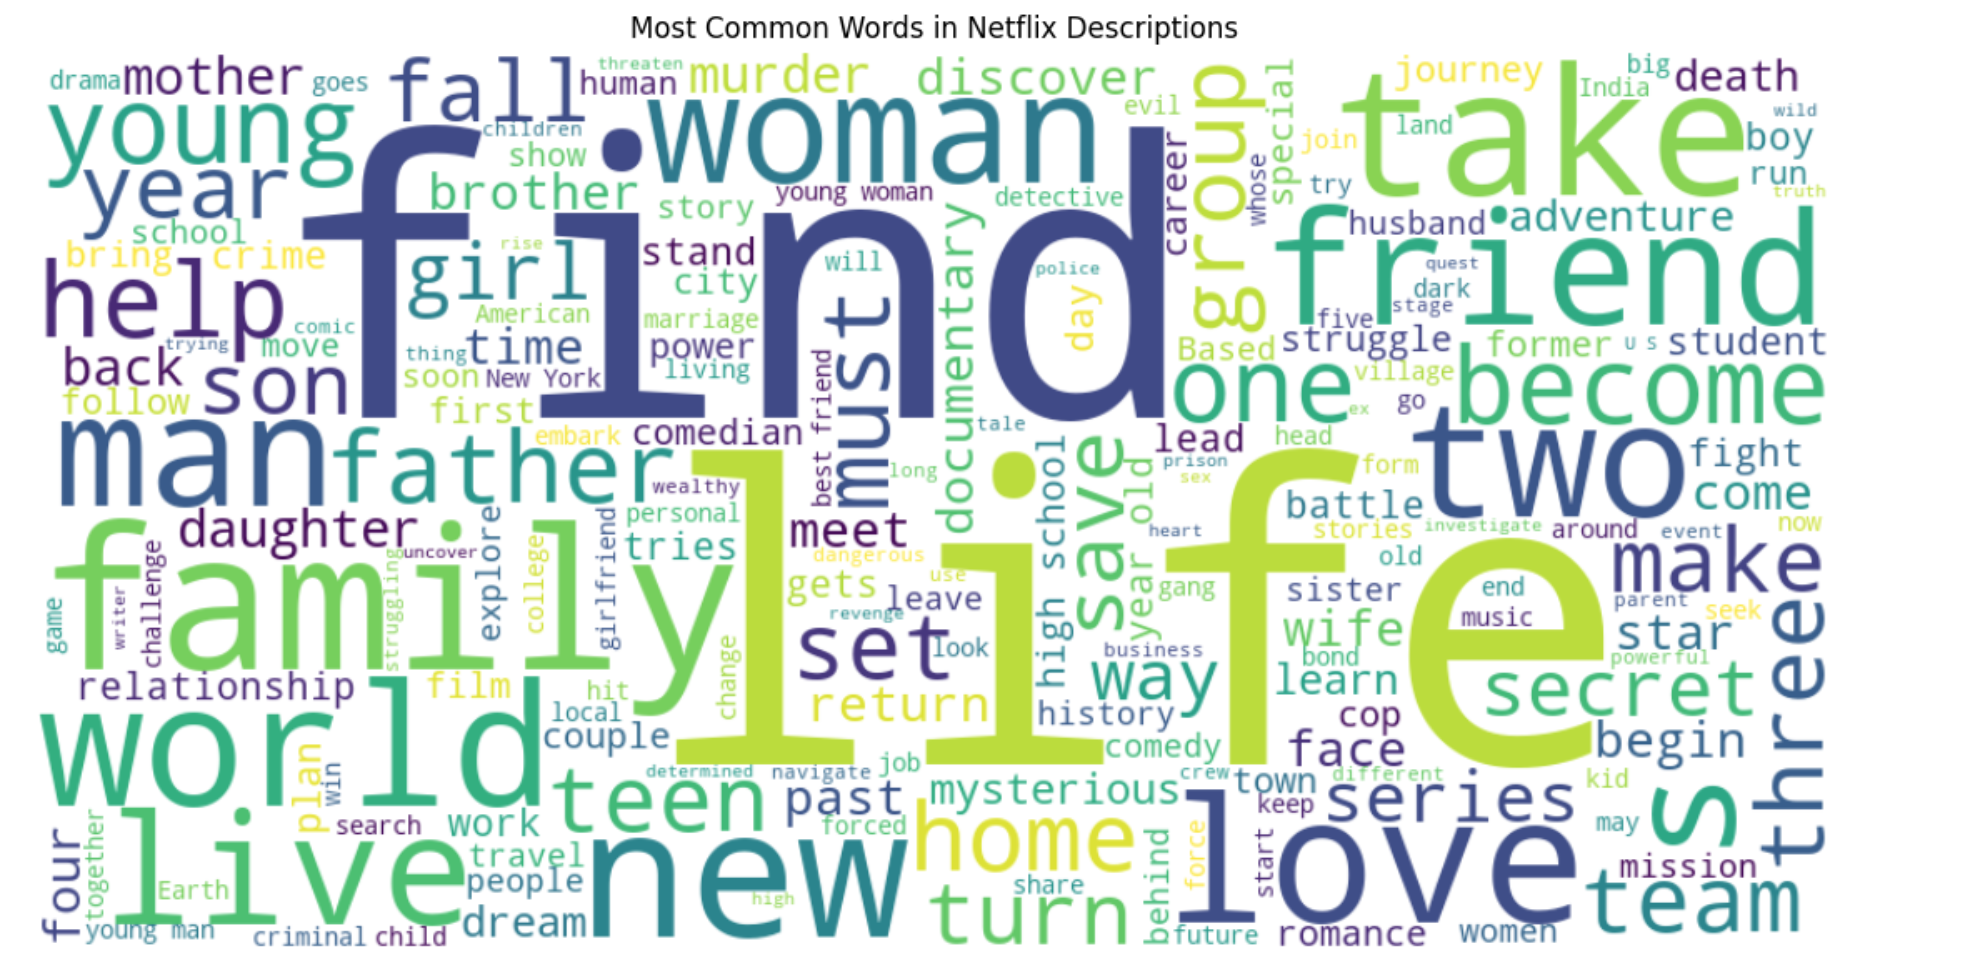 Most Common Words in Netflix Descriptions
drama mother goes fall human threaten murder discover evil group special journey India big death
young children woman take land wild boy
year show brother young woman detective career whose join try run truth
school story husband adventure
bring crime rise girl stand will police friend quest
help American city documentary day dark stage
comic trying move thing time marriage power must Based five struggle former u s student
back son soon New York living find one village become
follow first best friend ex go
man father embark comedian tale lead head two fight
wealthy long prison sex form come
daughter uncover explore personal meet high school save year old heart battle stories investigate around event now
family struggling college girlfriend tries dangerous old make
challenge writer game gets use leave gang sister end parent seek
revenge set look life wife music star three
relationship film hit change business way bond learn powerful secret
world local return history cop
couple comedy face begin
plan win teen determined navigate job mysterious crew town different kid s
search work past keep series may
live four together travel forced home behind force start love mission
Earth people new high share team
young man criminal child dream turn future romance women